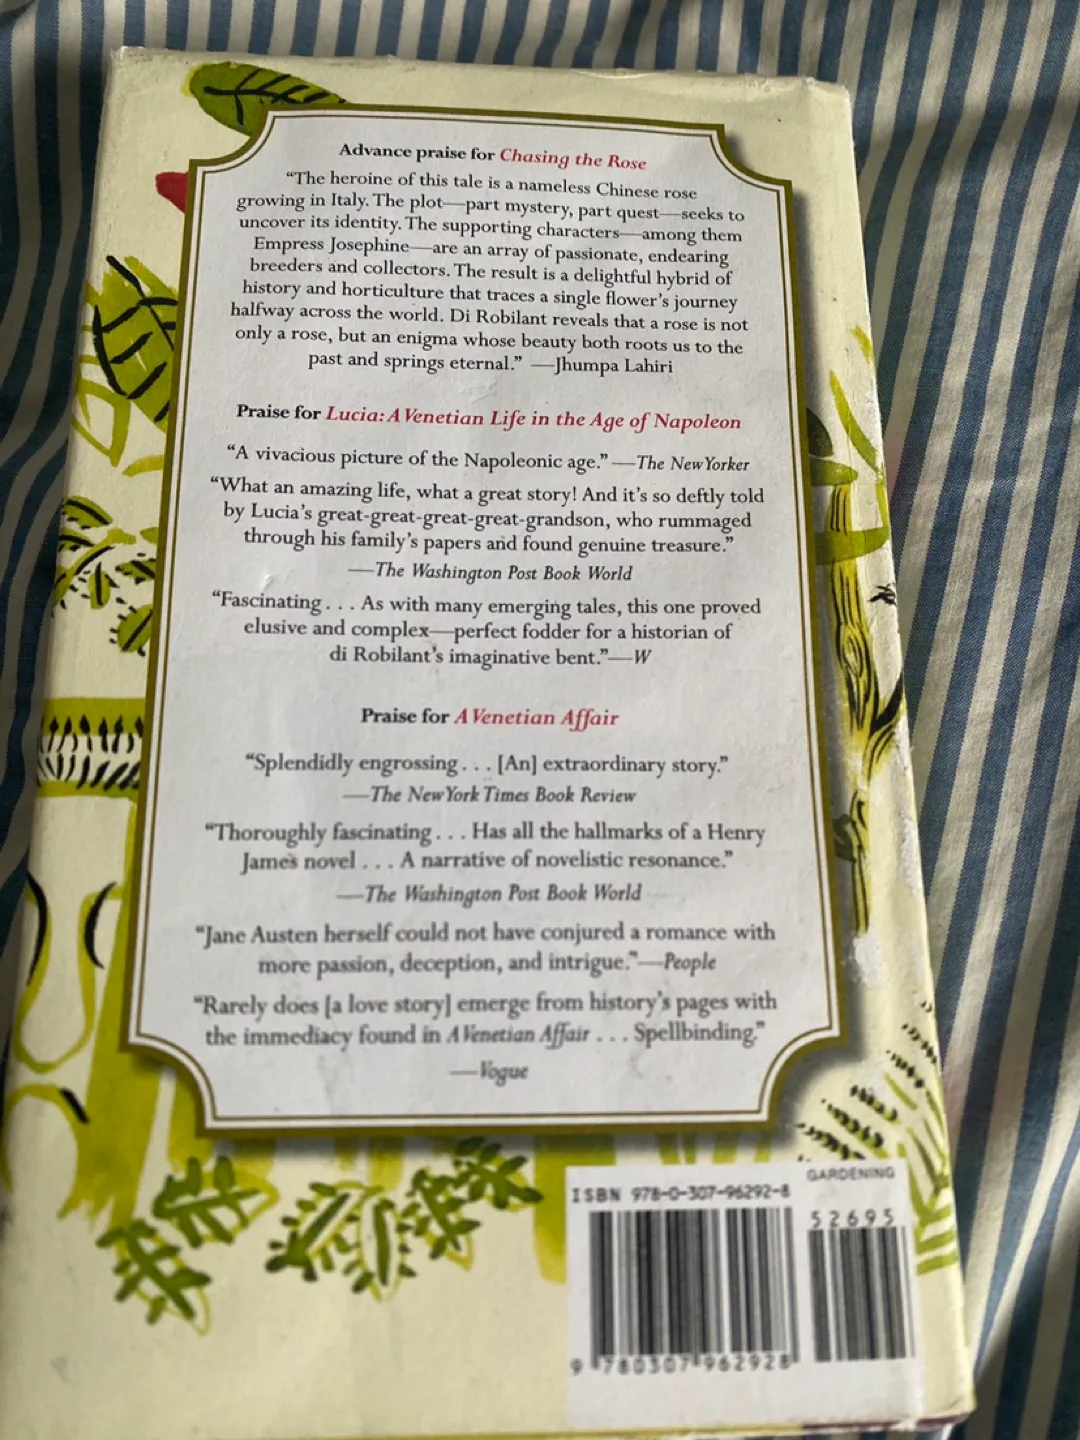 Advance praise for Chasing the Rose
“The heroine of this tale is a nameless Chinese rose
growing in Italy. The plot—part mystery, part quest—seeks to
uncover its identity. The supporting characters—among them
Empress Josephine—are an array of passionate, endearing
breeders and collectors. The result is a delightful hybrid of
history and horticulture that traces a single flower’s journey
halfway across the world. Di Robilant reveals that a rose is not
only a rose, but an enigma whose beauty both roots us to the
past and springs eternal.” —Jhumpa Lahiri
Praise for Lucia: A Venetian Life in the Age of Napoleon
“A vivacious picture of the Napoleonic age.” —The New Yorker
“What an amazing life, what a great story! And it’s so deftly told
by Lucia’s great-great-great-great-grandson, who rummaged
through his family’s papers and found genuine treasure.”
—The Washington Post Book World
“Fascinating . . . As with many emerging tales, this one proved
elusive and complex—perfect fodder for a historian of
di Robilant’s imaginative bent.”—W
Praise for A Venetian Affair
“Splendidly engrossing . . . [An] extraordinary story.”
—The New York Times Book Review
“Thoroughly fascinating . . . Has all the hallmarks of a Henry
James novel . . . A narrative of novelistic resonance.”
—The Washington Post Book World
“Jane Austen herself could not have conjured a romance with
more passion, deception, and intrigue.”—People
“Rarely does [a love story] emerge from history’s pages with
the immediacy found in A Venetian Affair . . . Spellbinding.”
—Vogue
GARDENING
ISBN 978-0-307-96292-8
52695
9 780307 962928